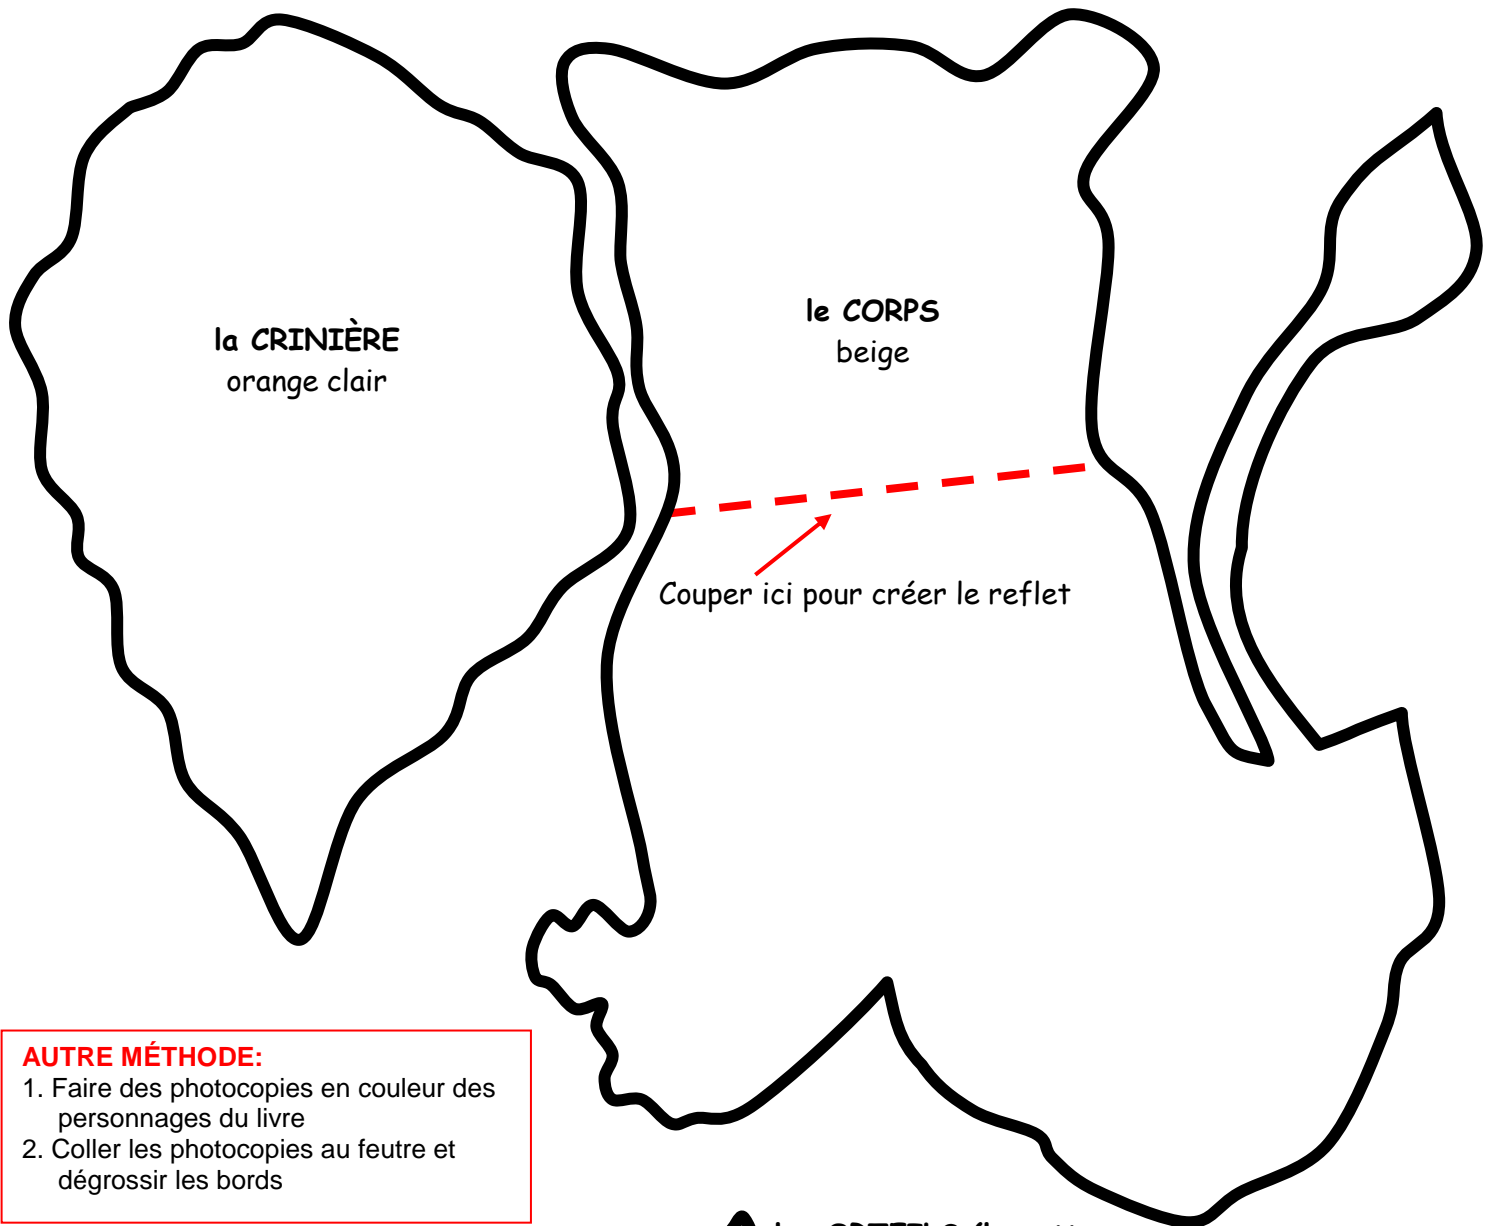 la CRINIÈRE
orange clair
le CORPS
beige
Couper ici pour créer le reflet
AUTRE MÉTHODE:
1. Faire des photocopies en couleur des
personnages du livre
2. Coller les photocopies au feutre et
dégrossir les bords